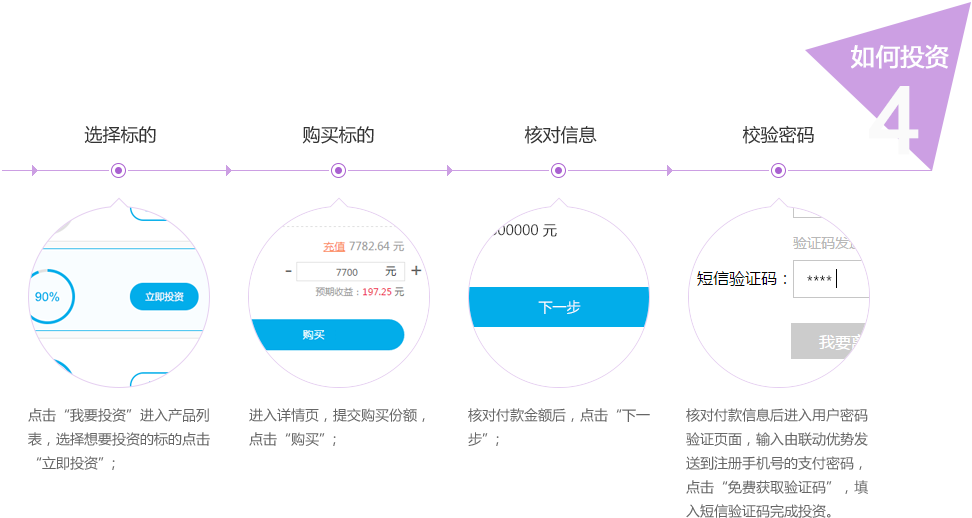 如何投资
4
选择标的
购买标的
核对信息
校验密码
90%
立即投资
充值 7782.64 元
- 7700 元 +
预期收益：197.25 元
购买
00000 元
下一步
验证码发
短信验证码：**** |
我要
点击“我要投资”进入产品列
表，选择想要投资的标的点击
“立即投资”；
进入详情页，提交购买份额，
点击“购买”；
核对付款金额后，点击“下一
步”；
核对付款信息后进入用户密码
验证页面，输入由联动优势发
送到注册手机号的支付密码，
点击“免费获取验证码”，填
入短信验证码完成投资。